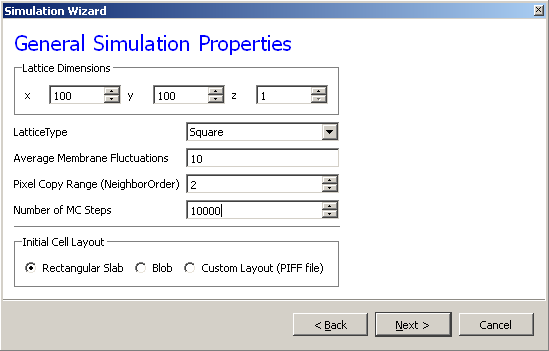 Simulation Wizard
General Simulation Properties
Lattice Dimensions
x 100 y 100 z 1
LatticeType Square
Average Membrane Fluctuations 10
Pixel Copy Range (NeighborOrder) 2
Number of MC Steps 10000
Initial Cell Layout
Rectangular Slab Blob Custom Layout (PIFF file)
< Back Next > Cancel